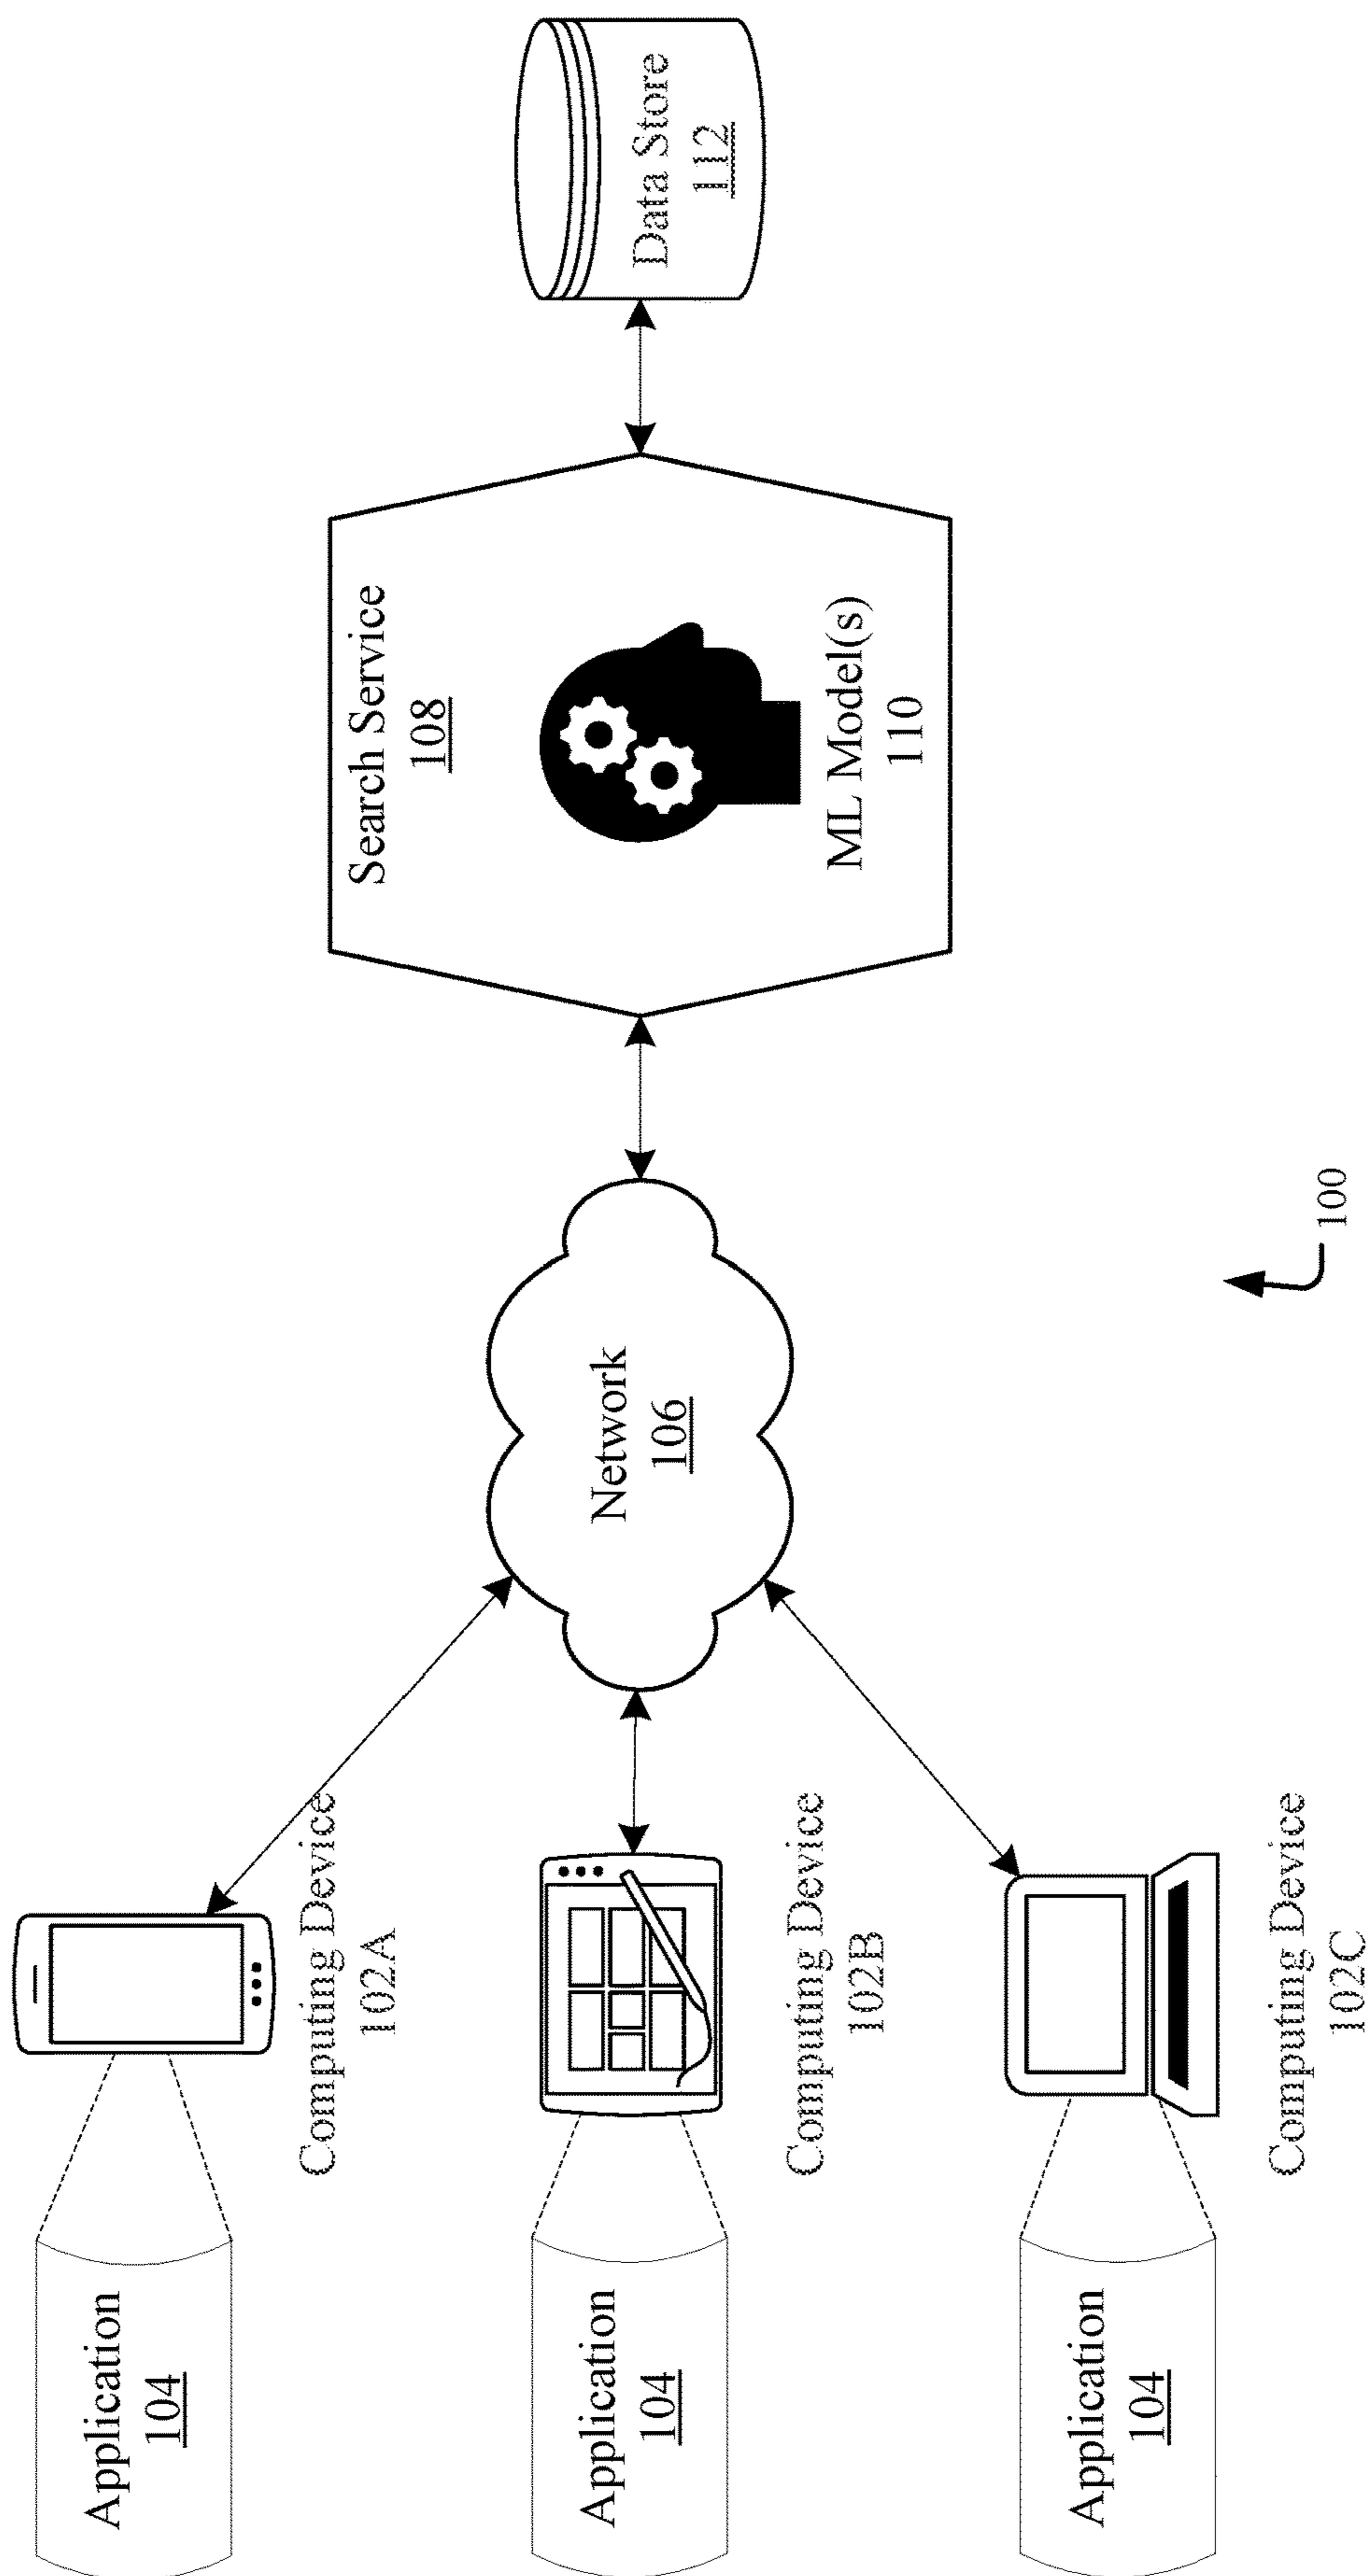 Application
104
Computing Device
102A
Application
104
Computing Device
102B
Application
104
Computing Device
102C
Network
106
Search Service
108
ML Model(s)
110
Data Store
112
100